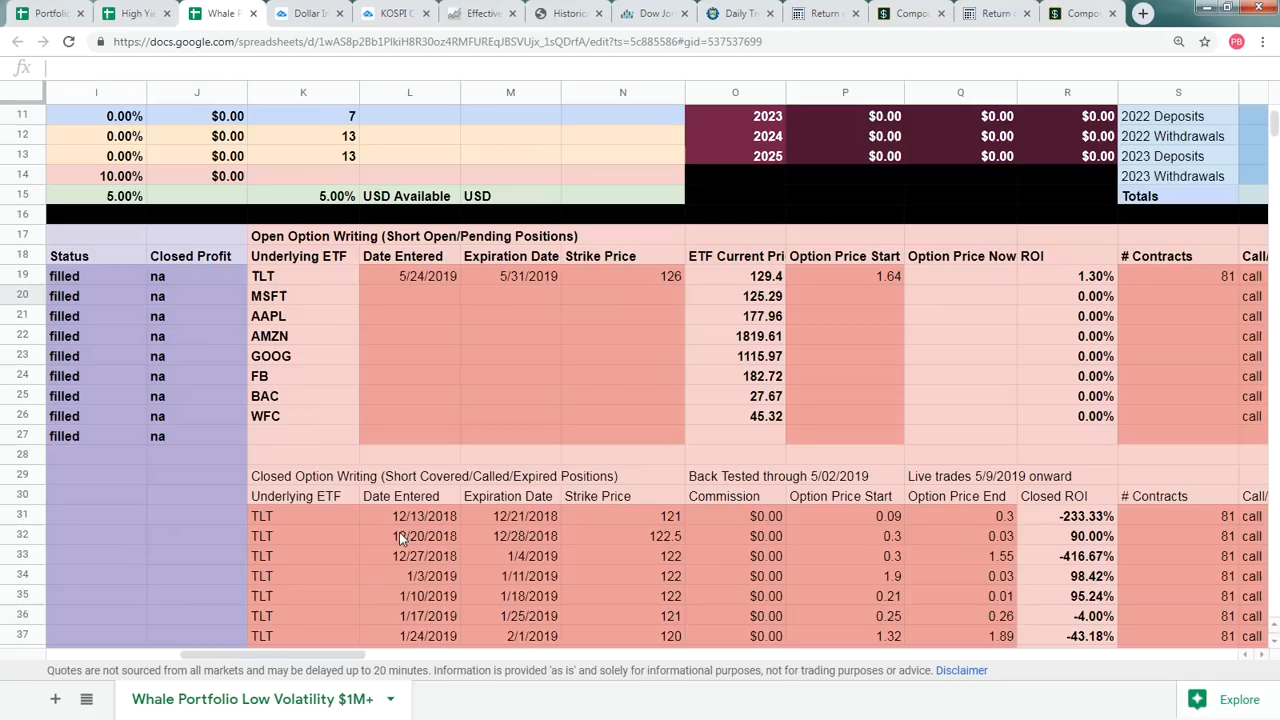 Portfolio High Yie Whale P Dollar In KOSPI C Effective Historica Dow Jo Daily Tr Return Compou Return Compou
https://docs.google.com/spreadsheets/d/1wAS8p2Bb1PlkiH8R30oz4RMFUREqJBSVUjx_1sQDrfA/edit?ts=5c885586#gid=537537699 PB
fx
I J K L M N O P Q R S
11 0.00% $0.00 7 2023 $0.00 $0.00 $0.00 2022 Deposits
12 0.00% $0.00 13 2024 $0.00 $0.00 $0.00 2022 Withdrawals
13 0.00% $0.00 13 2025 $0.00 $0.00 $0.00 2023 Deposits
14 10.00% $0.00 2023 Withdrawals
15 5.00% 5.00% USD Available USD Totals
16
17 Open Option Writing (Short Open/Pending Positions)
18 Status Closed Profit Underlying ETF Date Entered Expiration Date Strike Price ETF Current Pri Option Price Start Option Price Now ROI # Contracts Call/
19 filled na TLT 5/24/2019 5/31/2019 126 129.4 1.64 1.30% 81 call
20 filled na MSFT 125.29 0.00% call
21 filled na AAPL 177.96 0.00% call
22 filled na AMZN 1819.61 0.00% call
23 filled na GOOG 1115.97 0.00% call
24 filled na FB 182.72 0.00% call
25 filled na BAC 27.67 0.00% call
26 filled na WFC 45.32 0.00% call
27 filled na
28
29 Closed Option Writing (Short Covered/Called/Expired Positions) Back Tested through 5/02/2019 Live trades 5/9/2019 onward
30 Underlying ETF Date Entered Expiration Date Strike Price Commission Option Price Start Option Price End Closed ROI # Contracts Call/
31 TLT 12/13/2018 12/21/2018 121 $0.00 0.09 0.3 -233.33% 81 call
32 TLT 12/20/2018 12/28/2018 122.5 $0.00 0.3 0.03 90.00% 81 call
33 TLT 12/27/2018 1/4/2019 122 $0.00 0.3 1.55 -416.67% 81 call
34 TLT 1/3/2019 1/11/2019 122 $0.00 1.9 0.03 98.42% 81 call
35 TLT 1/10/2019 1/18/2019 122 $0.00 0.21 0.01 95.24% 81 call
36 TLT 1/17/2019 1/25/2019 121 $0.00 0.25 0.26 -4.00% 81 call
37 TLT 1/24/2019 2/1/2019 120 $0.00 1.32 1.89 -43.18% 81 call
Quotes are not sourced from all markets and may be delayed up to 20 minutes. Information is provided 'as is' and solely for informational purposes, not for trading purposes or advice. Disclaimer
Whale Portfolio Low Volatility $1M+ Explore